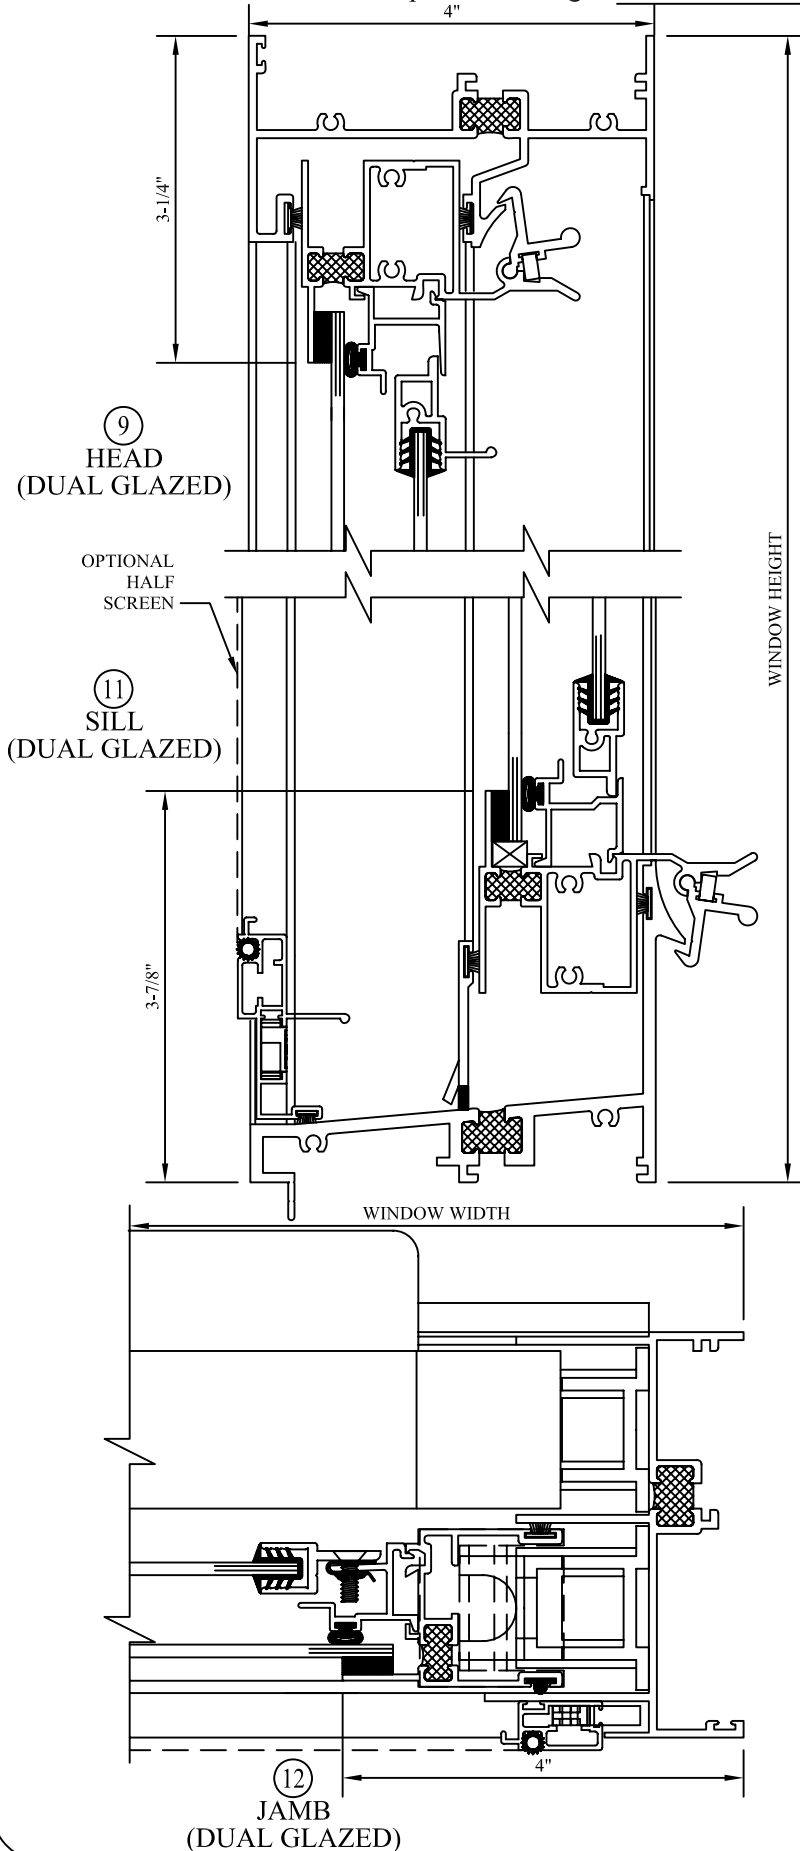 4"
3-1/4"
9
HEAD
(DUAL GLAZED)
OPTIONAL
HALF
SCREEN
WINDOW HEIGHT
11
SILL
(DUAL GLAZED)
3-7/8"
WINDOW WIDTH
4"
12
JAMB
(DUAL GLAZED)